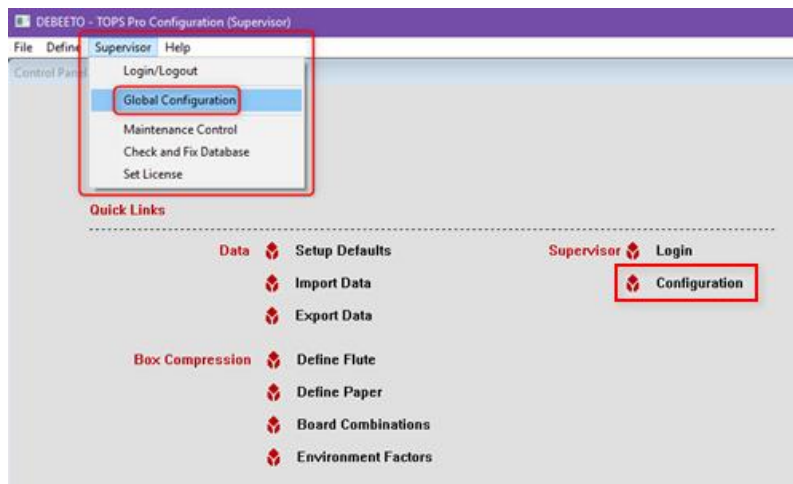 DEBEETO - TOPS Pro Configuration (Supervisor)
File Define Supervisor Help
Control Panel
Login/Logout
Global Configuration
Maintenance Control
Check and Fix Database
Set License
Quick Links
Data Setup Defaults Supervisor Login
Import Data Configuration
Export Data
Box Compression Define Flute
Define Paper
Board Combinations
Environment Factors